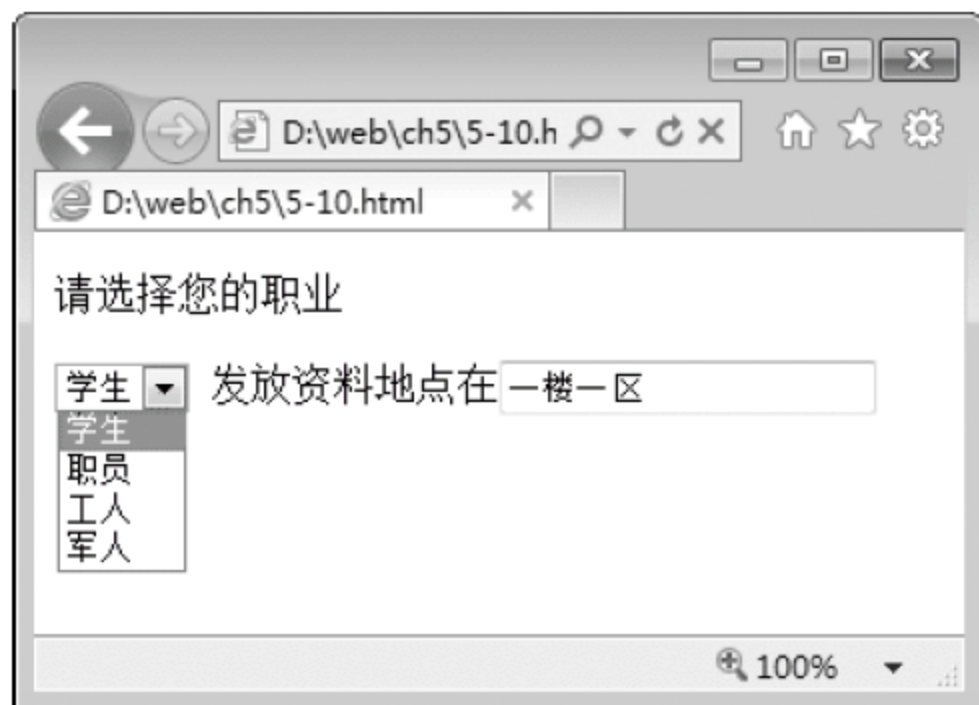 D:\web\ch5\5-10.h
D:\web\ch5\5-10.html
请选择您的职业
学生 发放资料地点在 一楼一区
学生
职员
工人
军人
100%